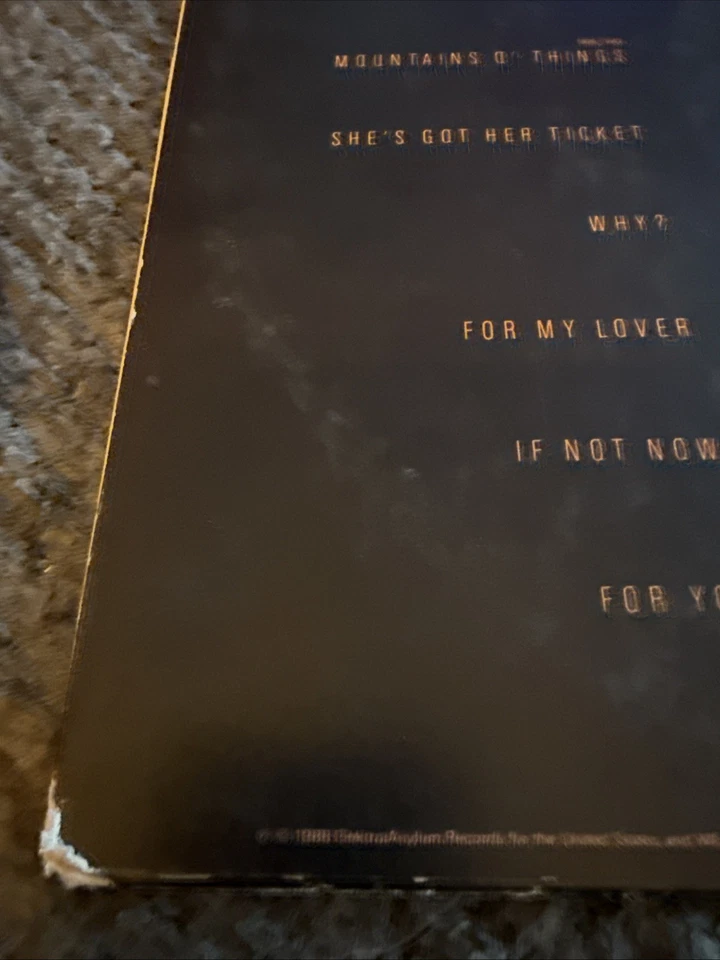 MOUNTAINS O' THINGS
SHE'S GOT HER TICKET
WHY?
FOR MY LOVER
IF NOT NOW
FOR YO
℗ © 1988 Elektra/Asylum Records for the United States and